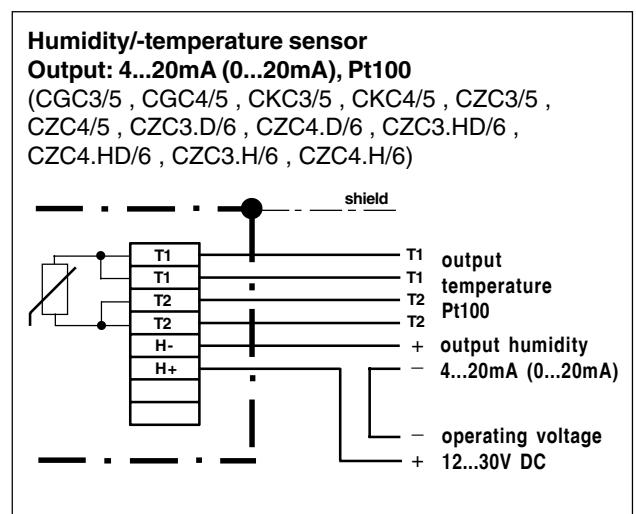 Humidity/-temperature sensor
Output: 4...20mA (0...20mA), Pt100
(CGC3/5 , CGC4/5 , CKC3/5 , CKC4/5 , CZC3/5 ,
CZC4/5 , CZC3.D/6 , CZC4.D/6 , CZC3.HD/6 ,
CZC4.HD/6 , CZC3.H/6 , CZC4.H/6)
shield
T1 T1 output
T1 T1 temperature
T2 T2 Pt100
T2 T2
H- + output humidity
H+ − 4...20mA (0...20mA)
− operating voltage
+ 12...30V DC